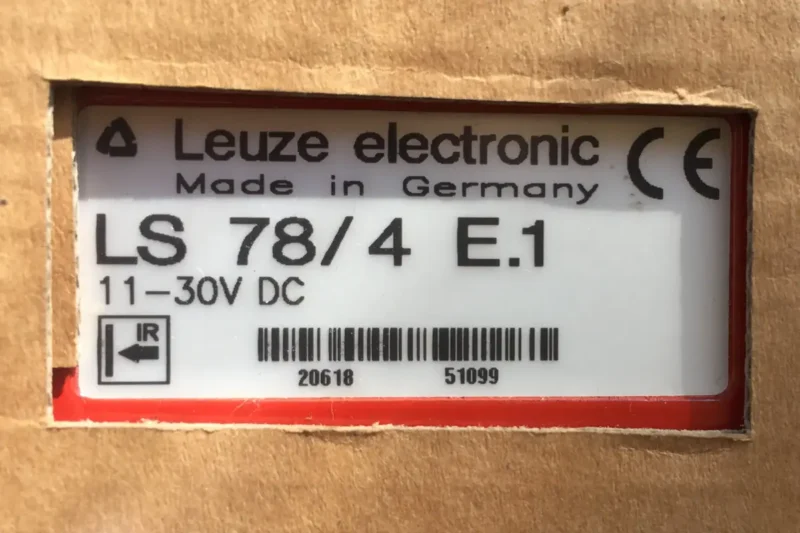 Leuze electronic CE
Made in Germany
LS 78/4 E.1
11-30V DC
IR
20618 51099